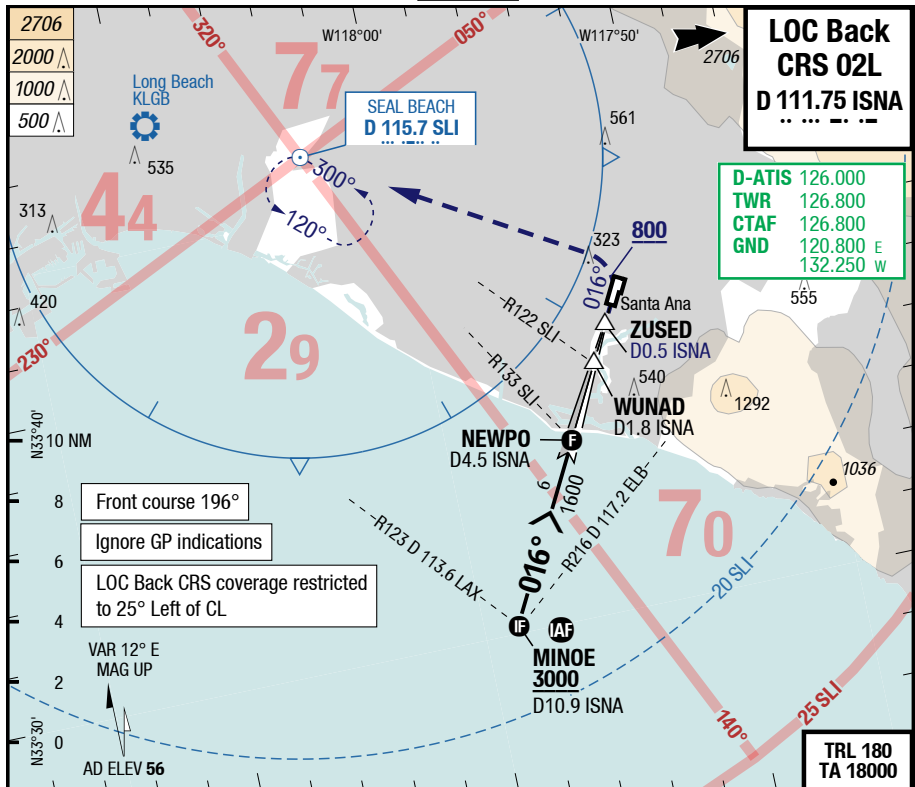 2706
2000
1000
500
320°
W118°00'
050°
W117°50'
2706
LOC Back
CRS 02L
D 111.75 ISNA
Long Beach
KLGB
77
SEAL BEACH
D 115.7 SLI
561
535
300°
120°
D-ATIS 126.000
TWR 126.800
CTAF 126.800
GND 120.800 E
132.250 W
313
44
323
800
016°
555
420
Santa Ana
R122 SLI
ZUSED
D0.5 ISNA
230°
29
R133 SLI
540
1292
WUNAD
D1.8 ISNA
N33°40'
10 NM
NEWPO
D4.5 ISNA
F
1036
8
Front course 196°
6
1600
R216 D 117.2 ELB
70
R123 D 113.6 LAX
Ignore GP indications
6
016°
20 SLI
LOC Back CRS coverage restricted
to 25° Left of CL
4
IF
IAF
MINOE
3000
D10.9 ISNA
VAR 12° E
MAG UP
2
25 SLI
140°
N33°30'
0
AD ELEV 56
TRL 180
TA 18000